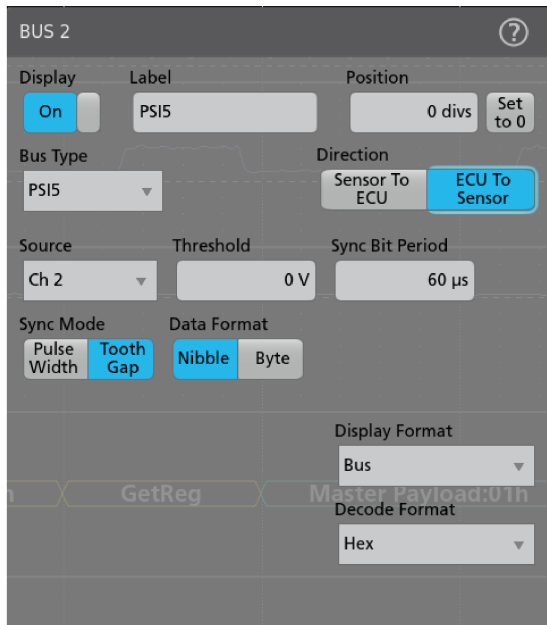 BUS 2
?
Display Label Position
On PSI5 0 divs Set to 0
Bus Type Direction
PSI5 Sensor To ECU ECU To Sensor
Source Threshold Sync Bit Period
Ch 2 0 V 60 µs
Sync Mode Data Format
Pulse Width Tooth Gap Nibble Byte
Display Format
Bus
GetReg Master Payload:01h
Decode Format
Hex